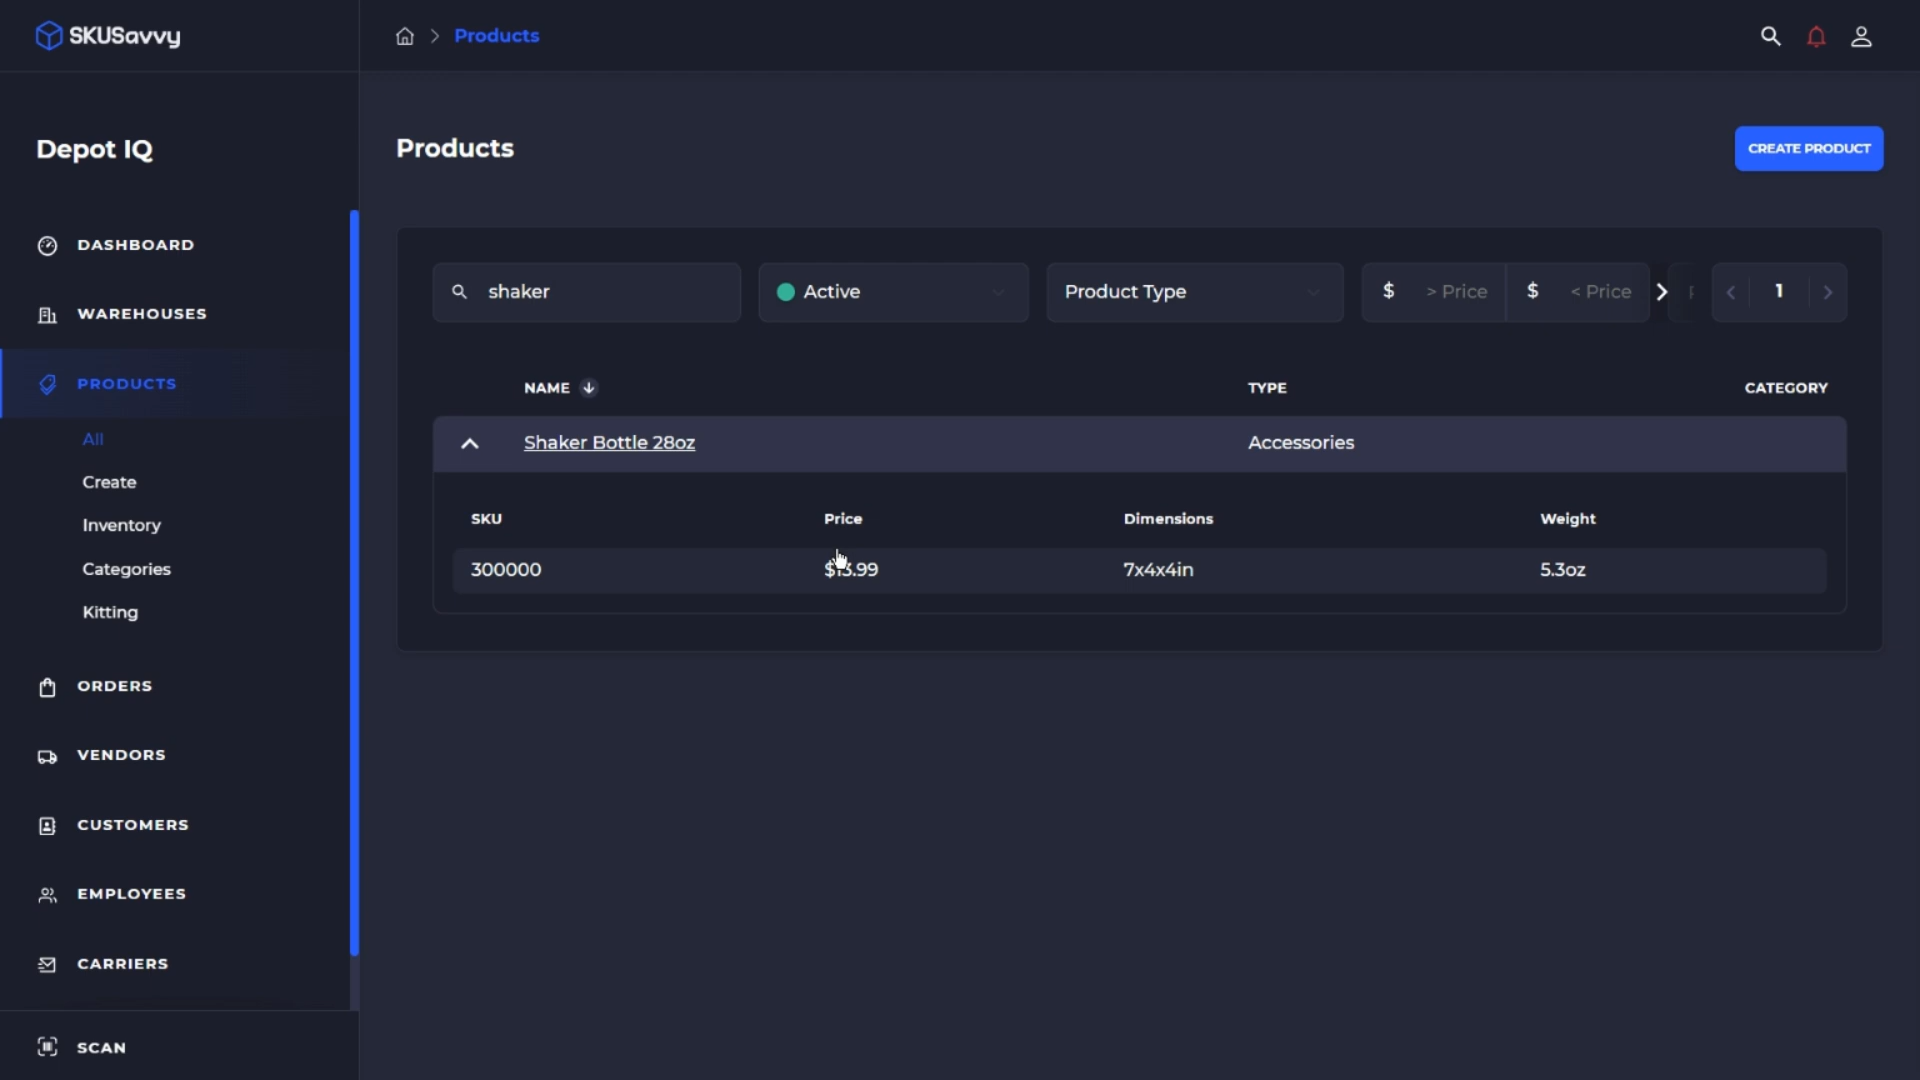 SKUSavvy
Products
Depot IQ
Products
CREATE PRODUCT
DASHBOARD
WAREHOUSES
PRODUCTS
All
Create
Inventory
Categories
Kitting
ORDERS
VENDORS
CUSTOMERS
EMPLOYEES
CARRIERS
SCAN
shaker
Active
Product Type
$ > Price
$ < Price
1
NAME TYPE CATEGORY
Shaker Bottle 28oz Accessories
SKU Price Dimensions Weight
300000 7x4x4in 5.3oz